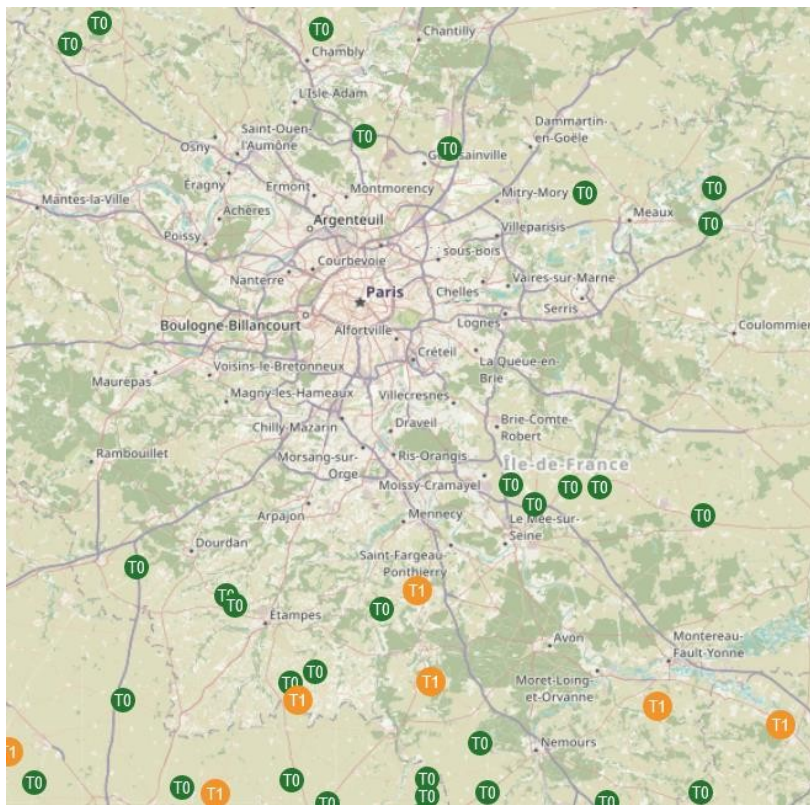 T0
T0
Chantilly
T0
Chambly
L'Isle-Adam
Dammartin-
en-Goële
T0
T0
Saint-Ouen-
l'Aumône
Osny
Éragny
Ermont
Montmorency
Mitry-Mory
T0
T0
Mantes-la-Ville
Achères
Argenteuil
Villeparisis
Meaux
T0
Poissy
Courbevoie
sous-Bois
Nanterre
Chelles
Vaires-sur-Marne
Paris
Serris
Boulogne-Billancourt
Alfortville
Lognes
Coulommier
Créteil
La Queue-en-
Brie
Voisins-le-Bretonneux
Maurepas
Magny-les-Hameaux
Villecresnes
Chilly-Mazarin
Draveil
Brie-Comte-
Robert
Rambouillet
Morsang-sur-
Orge
Ris-Orangis
Île-de-France
Moissy-Cramayel
T0
T0
T0
T0
Arpajon
Mennecy
Le Mée-sur-
Seine
T0
Dourdan
Saint-Fargeau-
Ponthierry
T0
T1
T0
T0
T0
Étampes
Avon
Montereau-
Fault-Yonne
T0
T0
T1
T1
Moret-Loing-
et-Orvanne
T0
T1
T1
T0
Nemours
T1
T0
T0
T1
T0
T0
T0
T0
T0
T0
T0